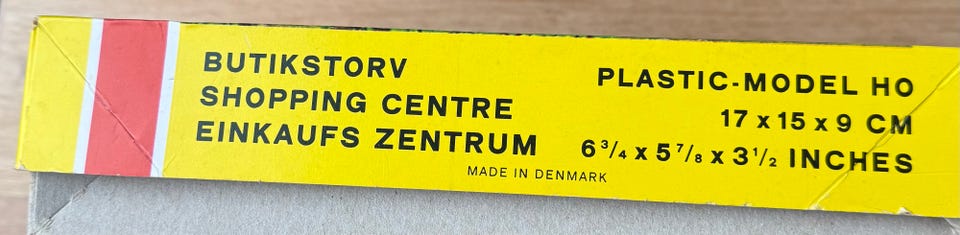 BUTIKSTORV
SHOPPING CENTRE
EINKAUFS ZENTRUM
PLASTIC-MODEL HO
17 x 15 x 9 CM
6 3/4 x 5 7/8 x 3 1/2 INCHES
MADE IN DENMARK